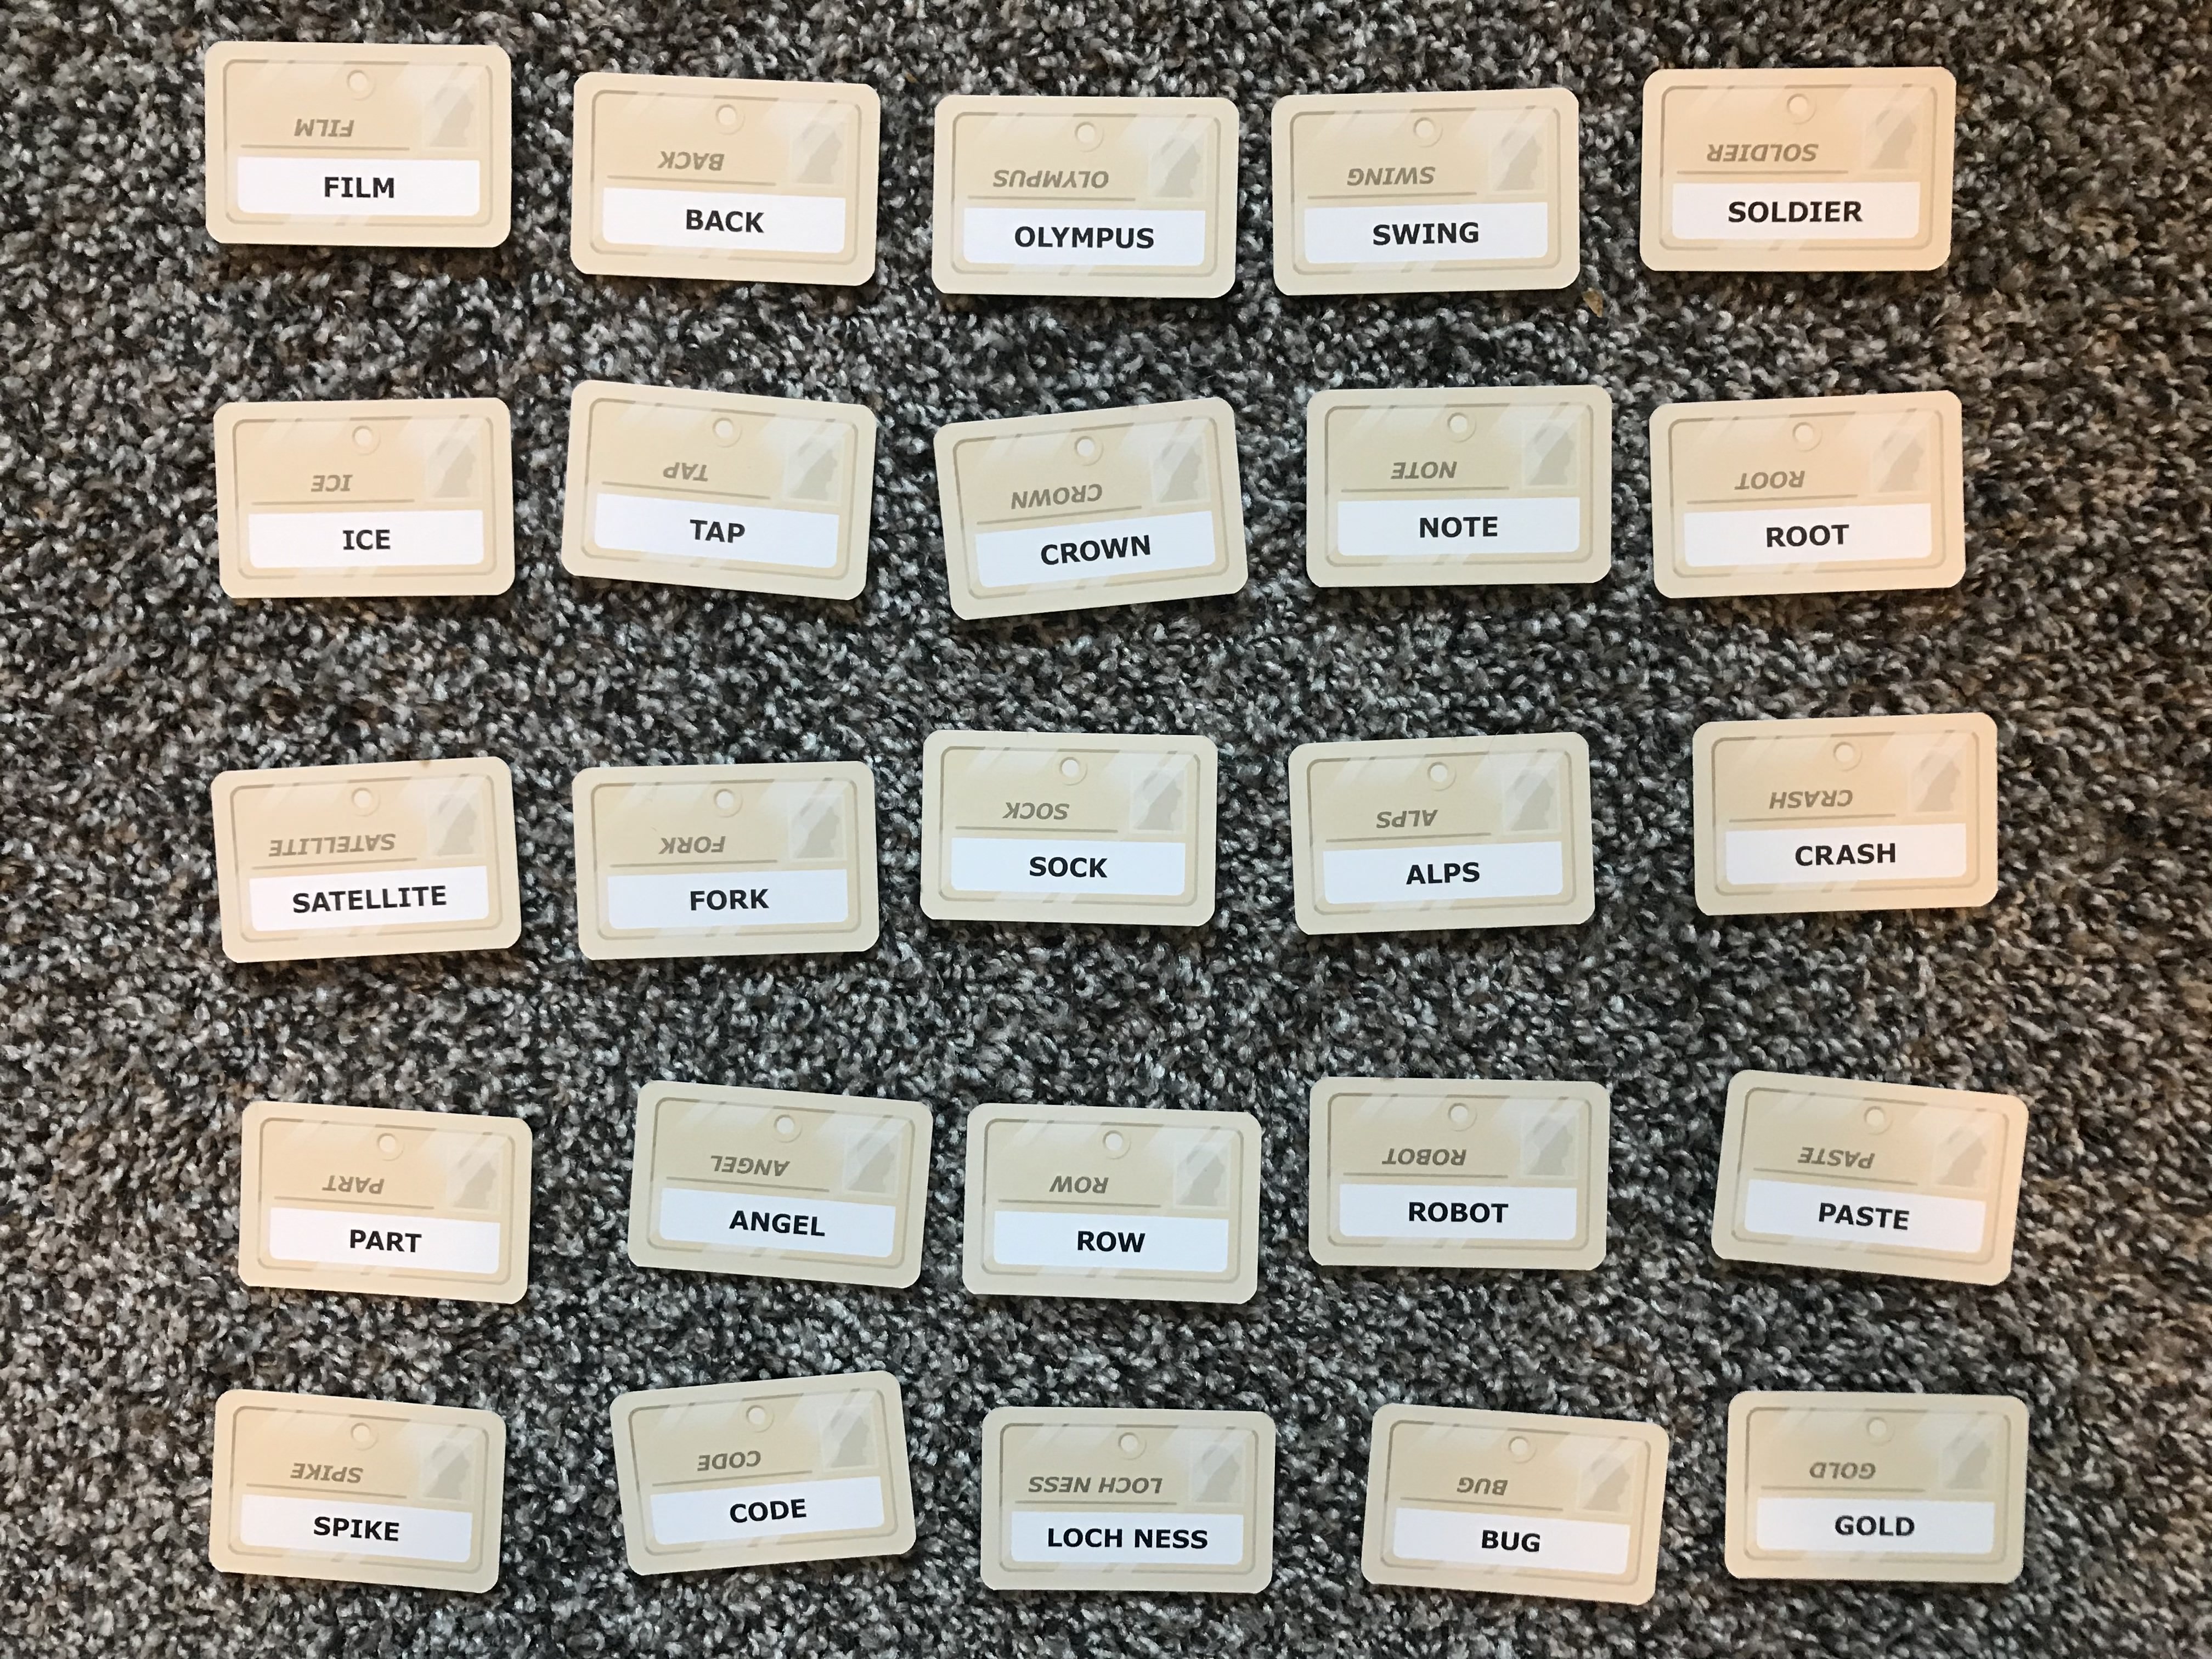 FILM
FILM
BACK
BACK
OLYMPUS
OLYMPUS
SWING
SWING
SOLDIER
SOLDIER
ICE
ICE
TAP
TAP
CROWN
CROWN
NOTE
NOTE
ROOT
ROOT
SATELLITE
SATELLITE
FORK
FORK
SOCK
SOCK
ALPS
ALPS
CRASH
CRASH
PART
PART
ANGEL
ANGEL
ROW
ROW
ROBOT
ROBOT
PASTE
PASTE
SPIKE
SPIKE
CODE
CODE
LOCH NESS
LOCH NESS
BUG
BUG
GOLD
GOLD